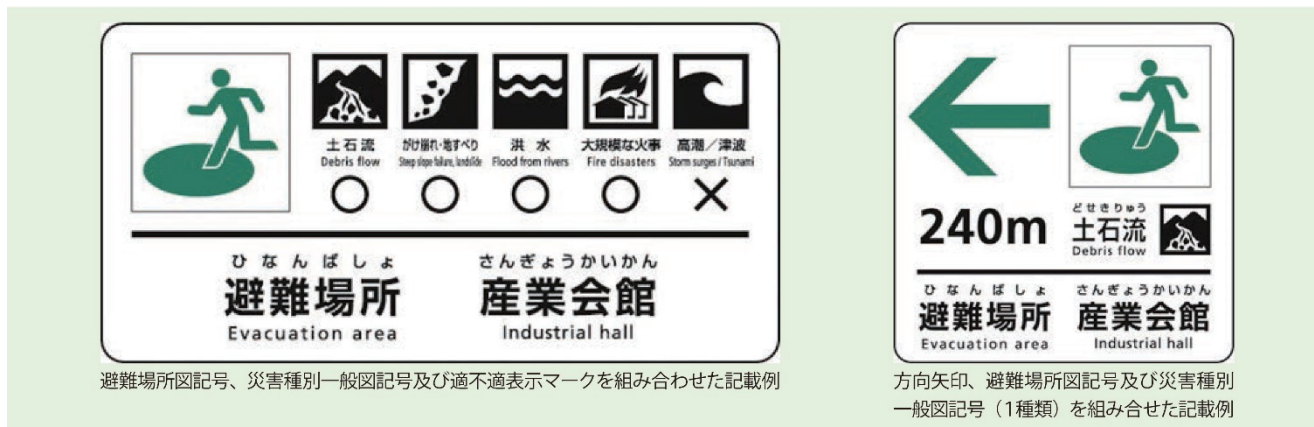 土石流
Debris flow
がけ崩れ・地すべり
Steep slope failure, landslide
洪水
Flood from rivers
大規模な火事
Fire disasters
高潮／津波
Storm surges / Tsunami
○ ○ ○ ○ ×
ひなんばしょ
避難場所
Evacuation area
さんぎょうかいかん
産業会館
Industrial hall
避難場所図記号、災害種別一般図記号及び適不適表示マークを組み合わせた記載例
240m
どせきりゅう
土石流
Debris flow
ひなんばしょ
避難場所
Evacuation area
さんぎょうかいかん
産業会館
Industrial hall
方向矢印、避難場所図記号及び災害種別
一般図記号（1種類）を組み合せた記載例